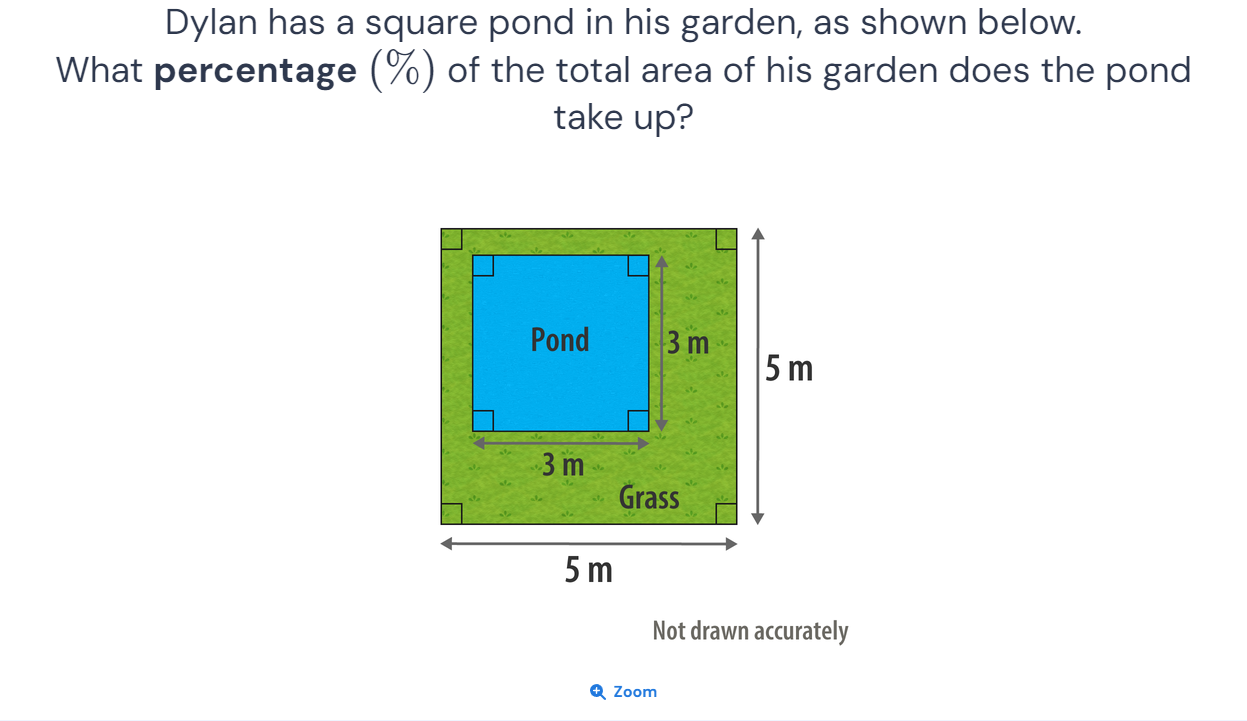 Dylan has a square pond in his garden, as shown below.
What percentage (%) of the total area of his garden does the pond
take up?
Pond
3 m
5 m
3 m
Grass
5 m
Not drawn accurately
Zoom